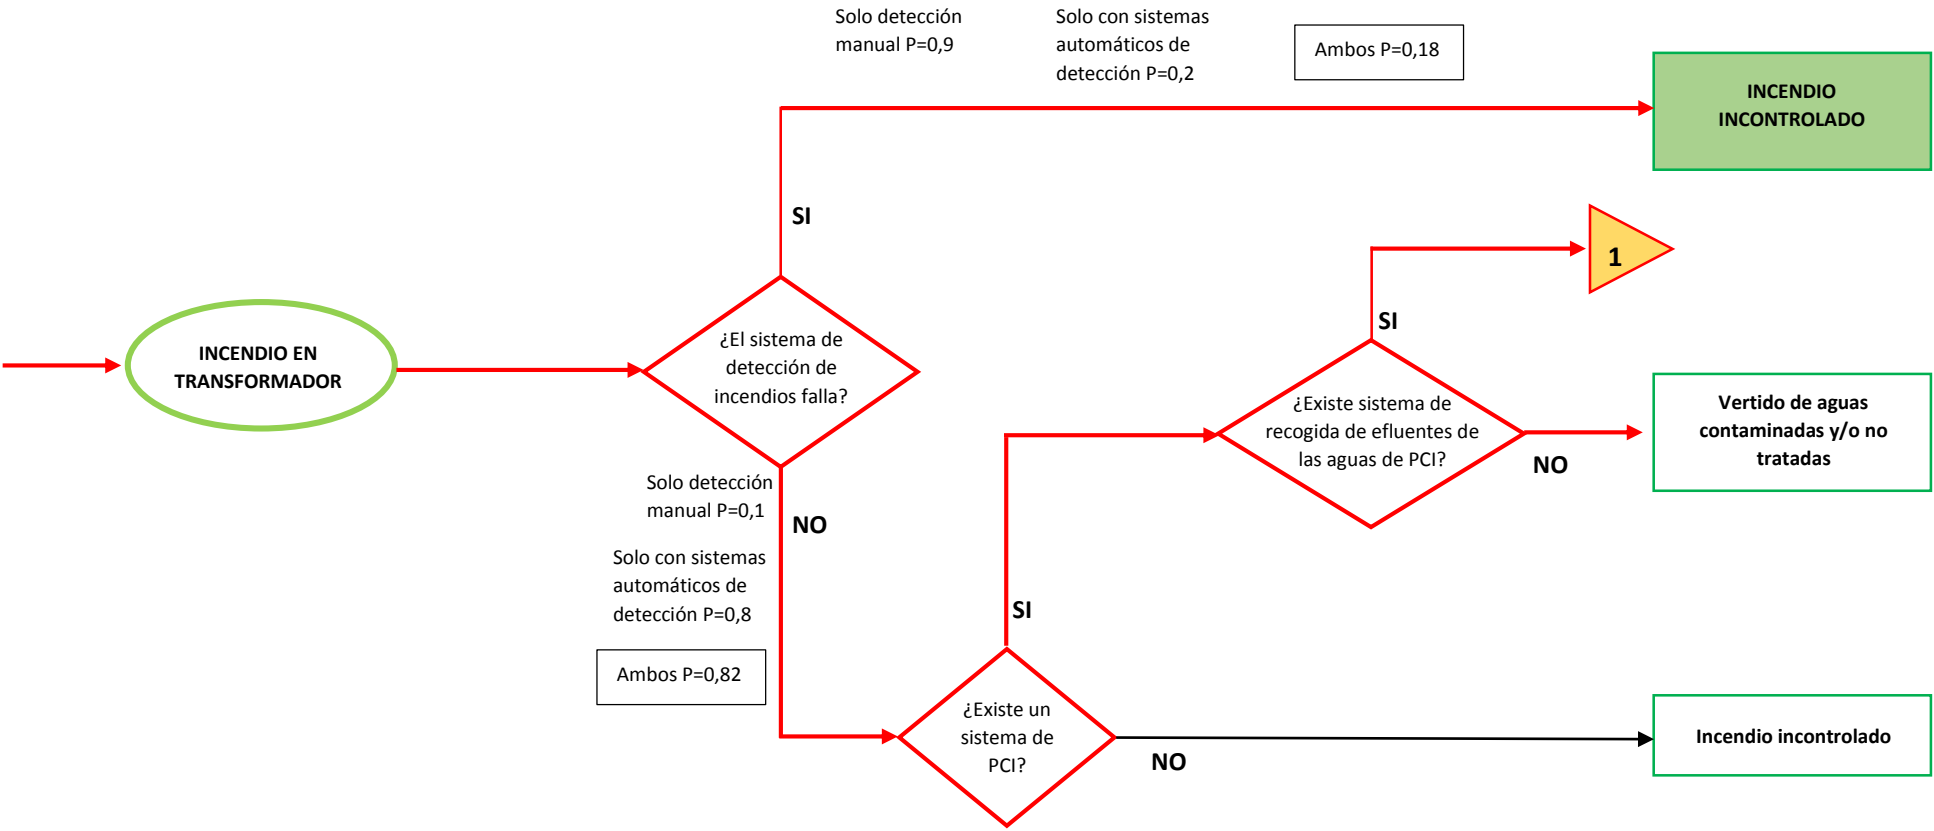 Solo detección
manual P=0,9
Solo con sistemas
automáticos de
detección P=0,2
Ambos P=0,18
INCENDIO
INCONTROLADO
SI
1
SI
¿El sistema de
detección de
incendios falla?
INCENDIO EN
TRANSFORMADOR
¿Existe sistema de
recogida de efluentes de
las aguas de PCI?
NO
Vertido de aguas
contaminadas y/o no
tratadas
Solo detección
manual P=0,1
NO
Solo con sistemas
automáticos de
detección P=0,8
Ambos P=0,82
SI
¿Existe un
sistema de
PCI?
NO
Incendio incontrolado